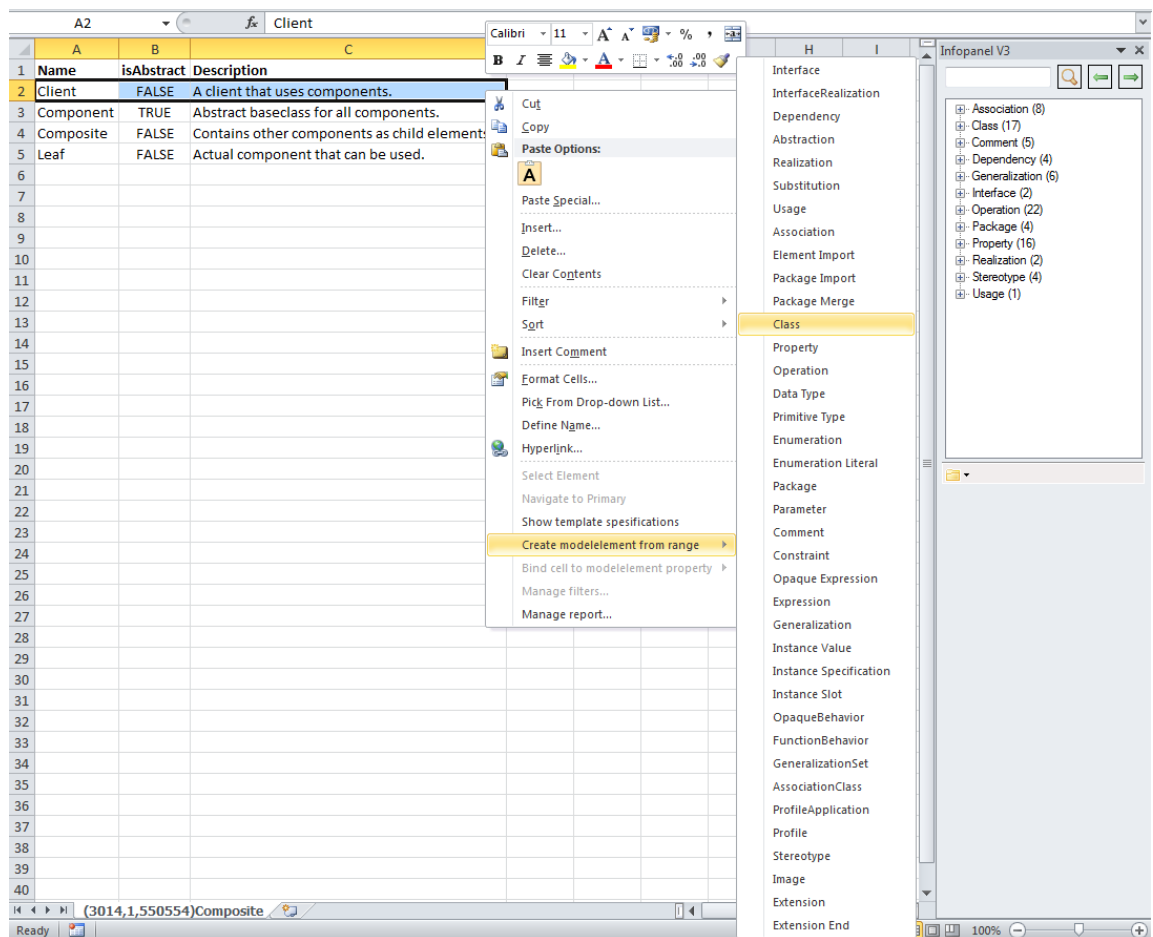 A2 fx Client
Calibri 11 A A % ,
B I A .00 .0 .00
A B C H I
1 Name isAbstract Description
2 Client FALSE A client that uses components.
3 Component TRUE Abstract baseclass for all components.
4 Composite FALSE Contains other components as child elements
5 Leaf FALSE Actual component that can be used.
6
7
8
9
10
11
12
13
14
15
16
17
18
19
20
21
22
23
24
25
26
27
28
29
30
31
32
33
34
35
36
37
38
39
40
Cut
Copy
Paste Options:
A
Paste Special...
Insert...
Delete...
Clear Contents
Filter
Sort
Insert Comment
Format Cells...
Pick From Drop-down List...
Define Name...
Hyperlink...
Select Element
Navigate to Primary
Show template spesifications
Create modelelement from range
Bind cell to modelelement property
Manage filters...
Manage report...
Interface
InterfaceRealization
Dependency
Abstraction
Realization
Substitution
Usage
Association
Element Import
Package Import
Package Merge
Class
Property
Operation
Data Type
Primitive Type
Enumeration
Enumeration Literal
Package
Parameter
Comment
Constraint
Opaque Expression
Expression
Generalization
Instance Value
Instance Specification
Instance Slot
OpaqueBehavior
FunctionBehavior
GeneralizationSet
AssociationClass
ProfileApplication
Profile
Stereotype
Image
Extension
Extension End
Infopanel V3
Association (8)
Class (17)
Comment (5)
Dependency (4)
Generalization (6)
Interface (2)
Operation (22)
Package (4)
Property (16)
Realization (2)
Stereotype (4)
Usage (1)
(3014,1,550554)Composite
Ready 100%